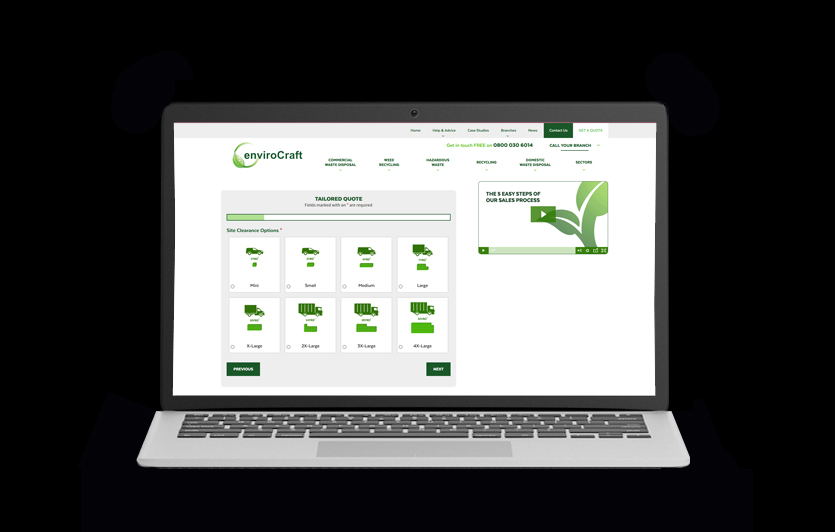 Home Help & Advice Case Studies Branches News Contact Us GET A QUOTE
Get in touch FREE on 0800 030 6014 CALL YOUR BRANCH
enviroCraft
COMMERCIAL
WASTE DISPOSAL
WEEE
RECYCLING
HAZARDOUS
WASTE
RECYCLING
DOMESTIC
WASTE DISPOSAL
SECTORS
TAILORED QUOTE
Fields marked with an * are required
THE 5 EASY STEPS OF
OUR SALES PROCESS
Site Clearance Options *
Mini Small Medium Large
X-Large 2X-Large 3X-Large 4X-Large
PREVIOUS NEXT